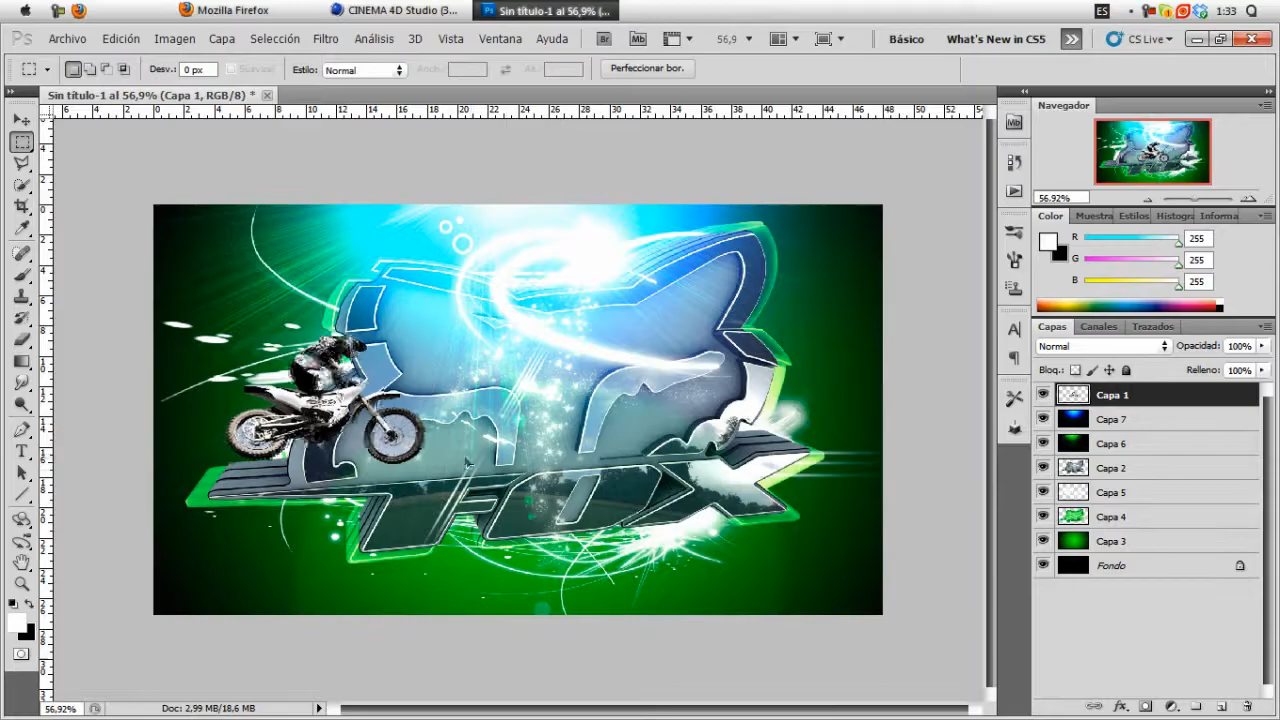 Mozilla Firefox
CINEMA 4D Studio (...
Ps Sin título-1 al 56,9% (...
ES
1:33
Ps Archivo Edición Imagen Capa Selección Filtro Análisis 3D Vista Ventana Ayuda
Br Mb 56,9
Básico What's New in CS5 CS Live
Desv.: 0 px Suavizar Estilo: Normal Anch.: Al.: Perfeccionar bor.
Sin título-1 al 56,9% (Capa 1, RGB/8) *
Navegador
Mb
56.92%
Color Muestra Estilos Histogra Informa
R 255
G 255
B 255
Capas Canales Trazados
Normal Opacidad: 100%
Bloq.: Relleno: 100%
Capa 1
Capa 7
Capa 6
Capa 2
Capa 5
Capa 4
Capa 3
Fondo
FOX
56,92% Doc: 2,99 MB/18,6 MB